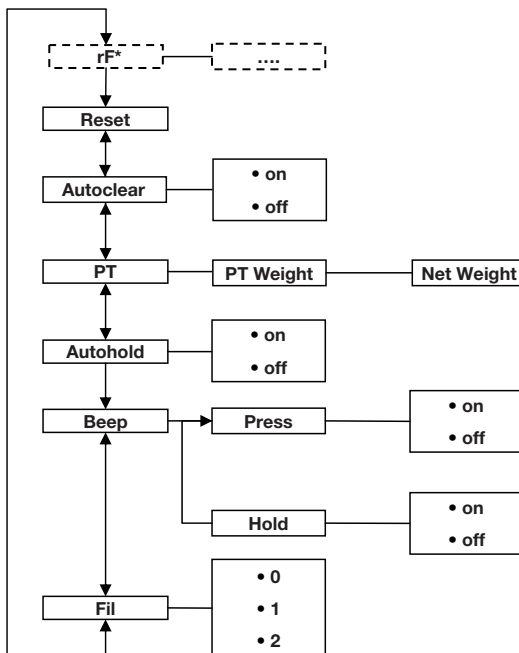 rF*
....
Reset
Autoclear
• on
• off
PT
PT Weight
Net Weight
Autohold
• on
• off
Beep
Press
• on
• off
Hold
• on
• off
Fil
• 0
• 1
• 2